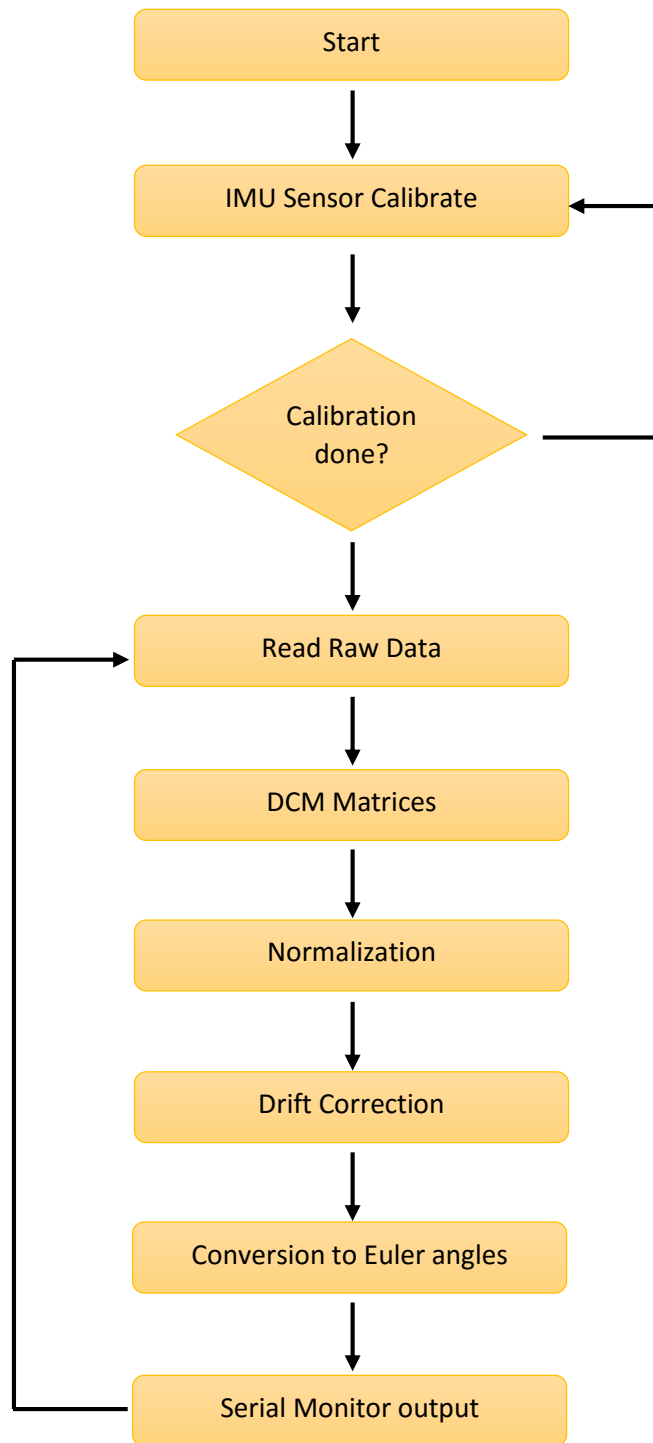 Start
IMU Sensor Calibrate
Calibration
done?
Read Raw Data
DCM Matrices
Normalization
Drift Correction
Conversion to Euler angles
Serial Monitor output